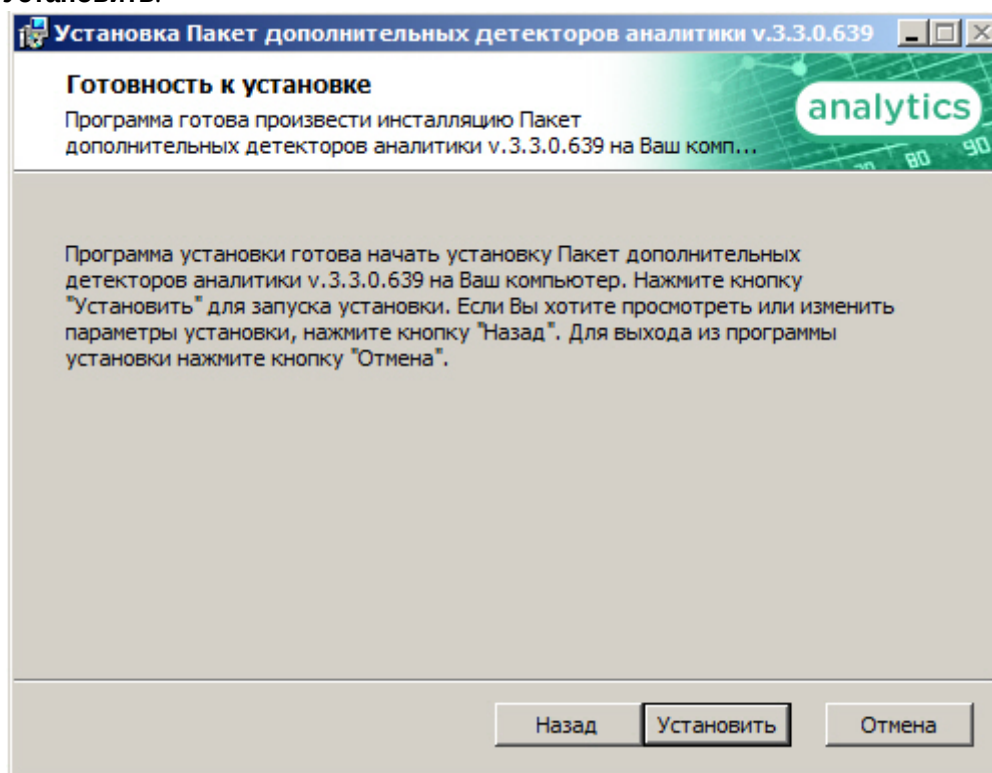 Установить.
Установка Пакет дополнительных детекторов аналитики v.3.3.0.639
Готовность к установке
Программа готова произвести инсталляцию Пакет
дополнительных детекторов аналитики v.3.3.0.639 на Ваш комп...
analytics
80 90
Программа установки готова начать установку Пакет дополнительных
детекторов аналитики v.3.3.0.639 на Ваш компьютер. Нажмите кнопку
"Установить" для запуска установки. Если Вы хотите просмотреть или изменить
параметры установки, нажмите кнопку "Назад". Для выхода из программы
установки нажмите кнопку "Отмена".
Назад Установить Отмена